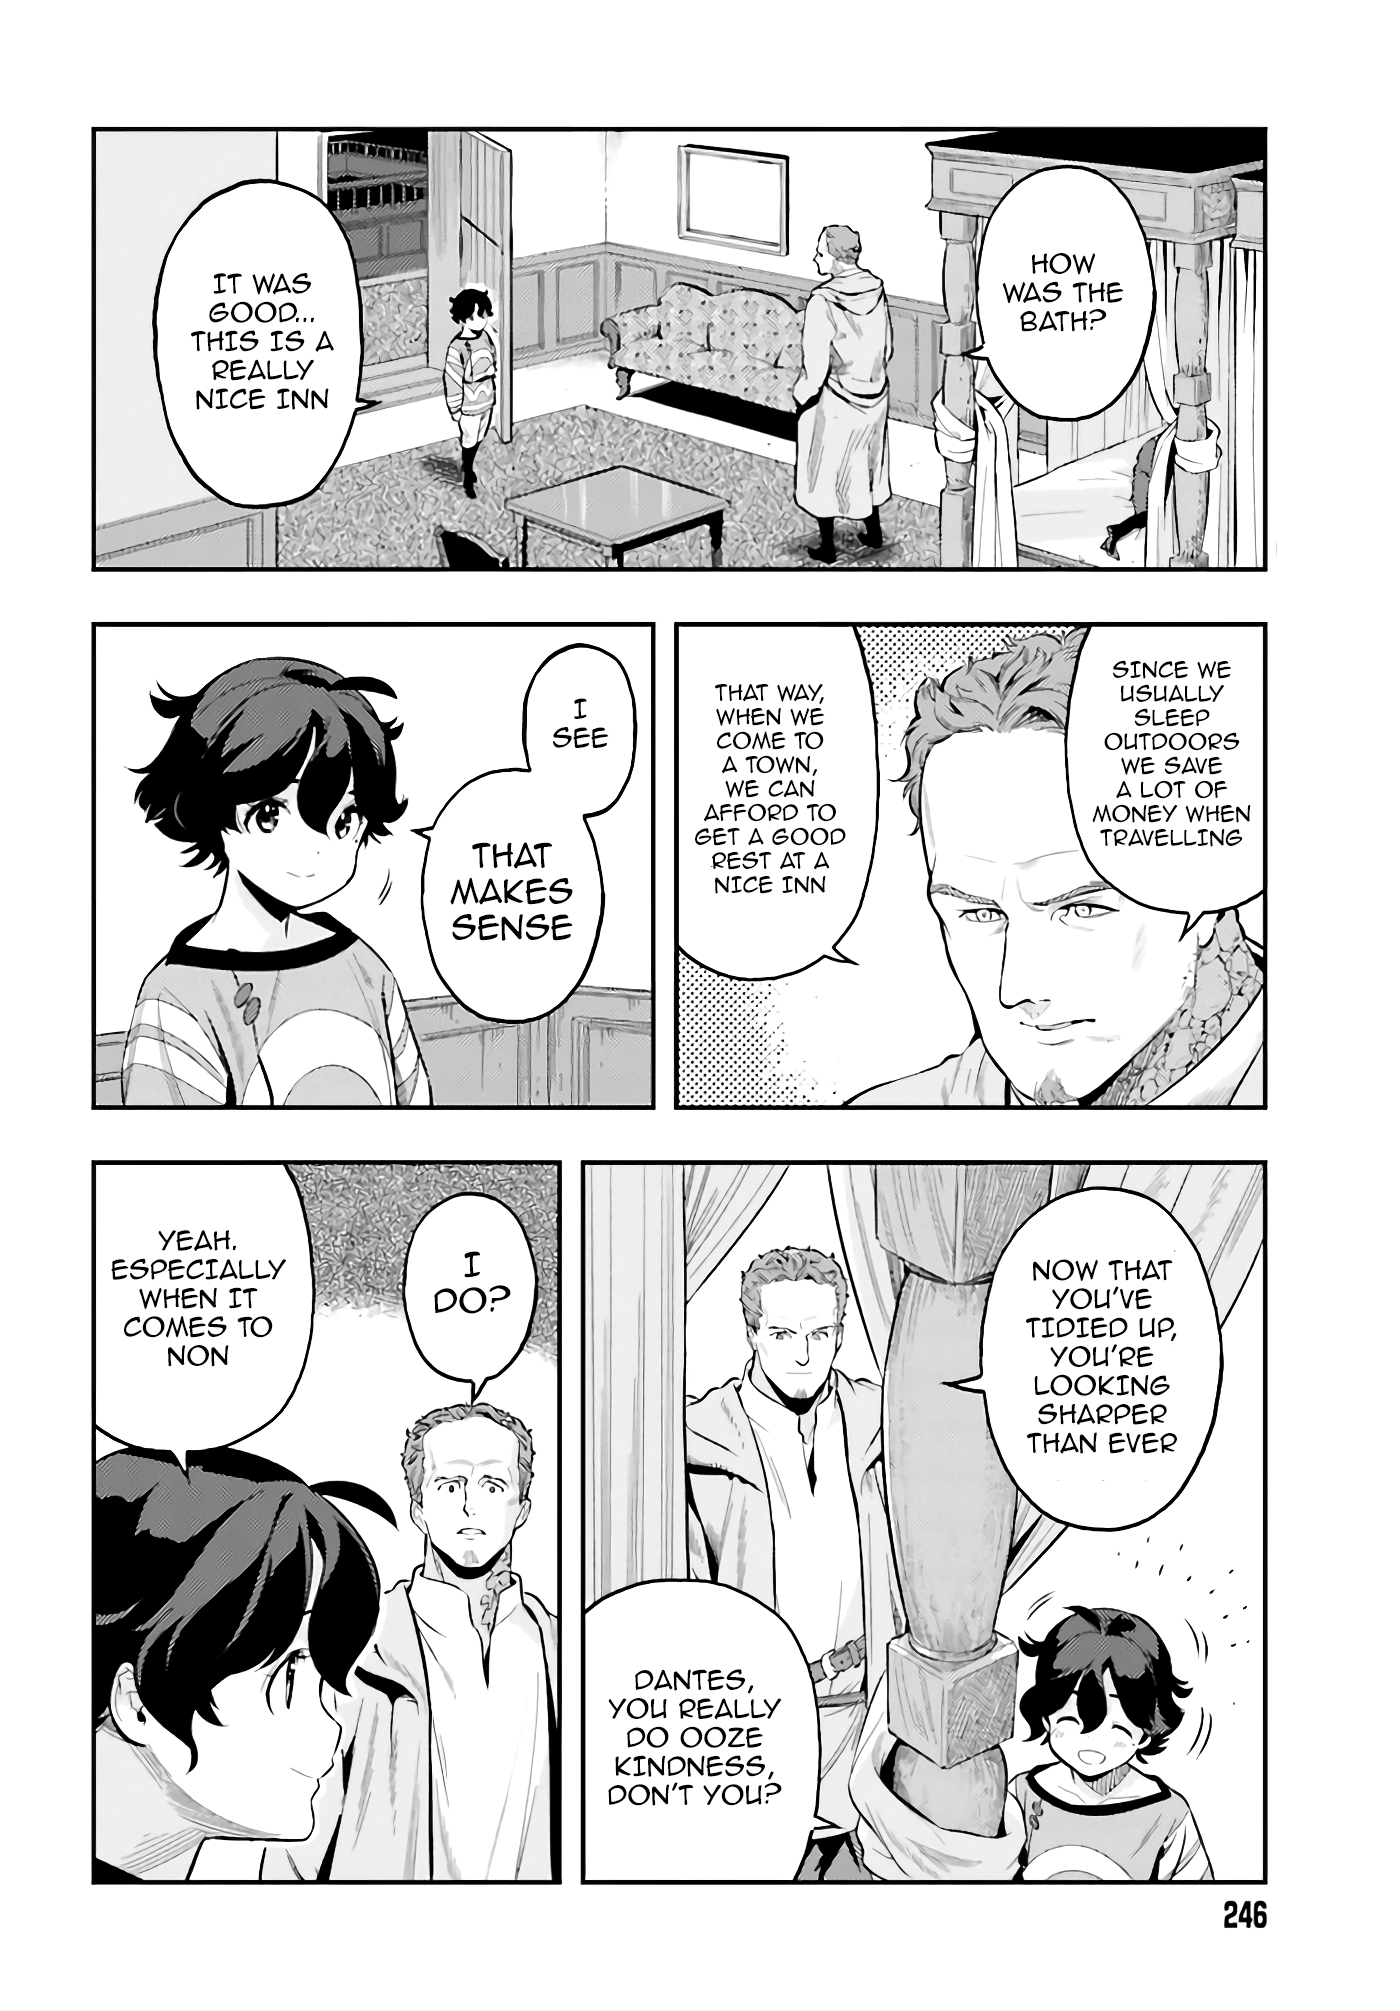 HOW
WAS THE
BATH?
IT WAS
GOOD...
THIS IS A
REALLY
NICE INN
SINCE WE
USUALLY
SLEEP
OUTDOORS
WE SAVE
A LOT OF
MONEY WHEN
TRAVELLING
THAT WAY,
WHEN WE
COME TO
A TOWN,
WE CAN
AFFORD TO
GET A GOOD
REST AT A
NICE INN
I
SEE
THAT
MAKES
SENSE
NOW THAT
YOU'VE
TIDIED UP,
YOU'RE
LOOKING
SHARPER
THAN EVER
DANTES,
YOU REALLY
DO OOZE
KINDNESS,
DON'T YOU?
I
DO?
YEAH.
ESPECIALLY
WHEN IT
COMES TO
NON
246